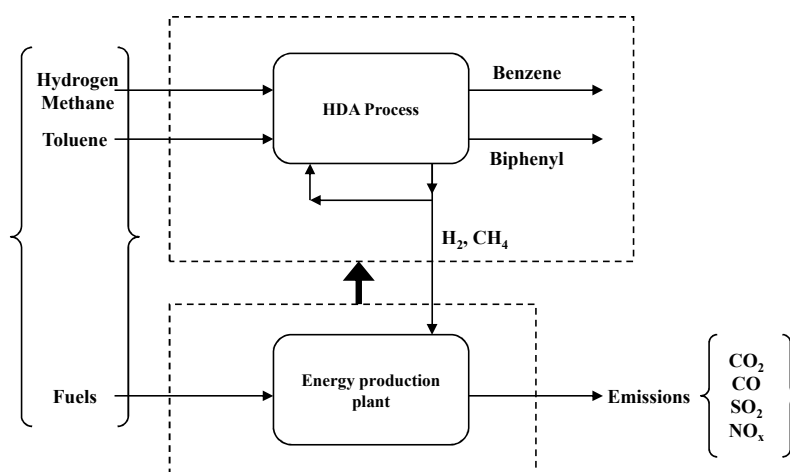 Hydrogen
Methane
Toluene
HDA Process
Benzene
Biphenyl
H₂, CH₄
Fuels
Energy production
plant
Emissions
CO₂
CO
SO₂
NOₓ